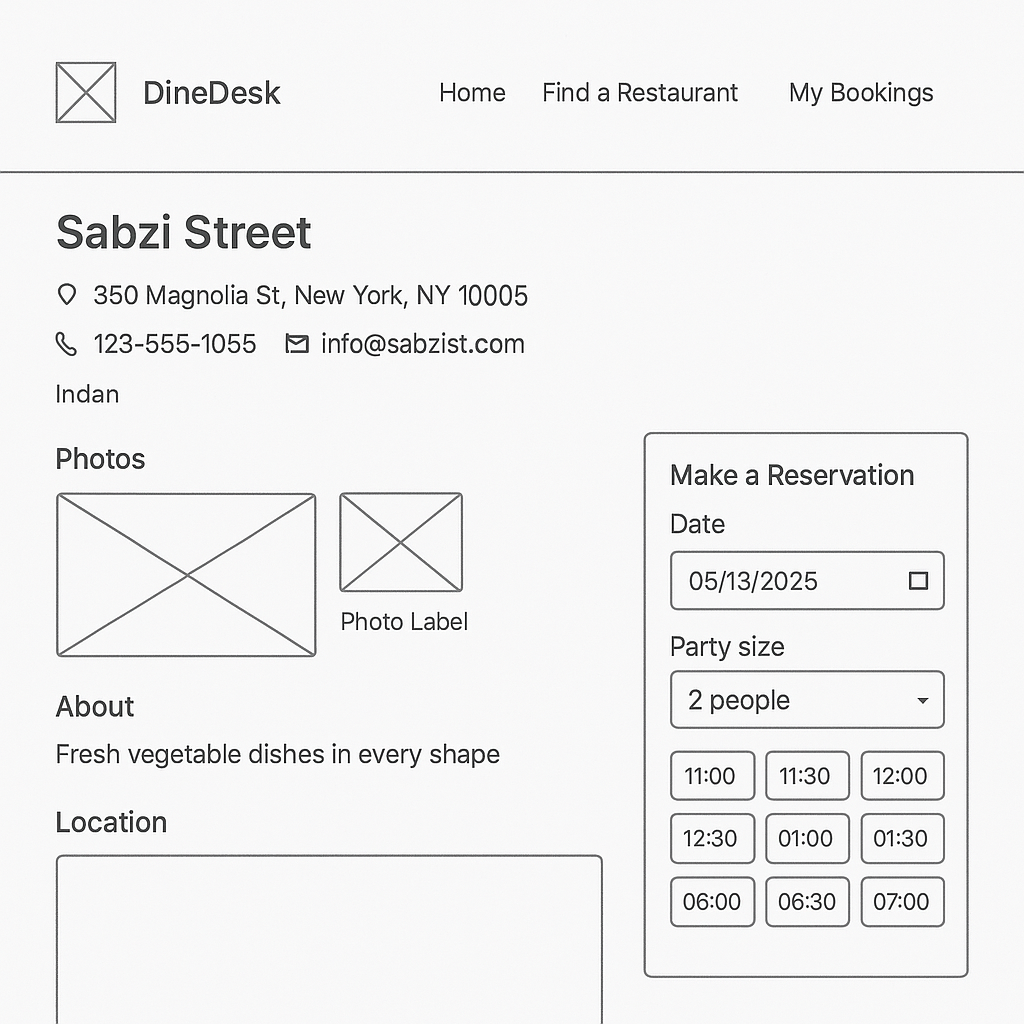 DineDesk Home Find a Restaurant My Bookings
Sabzi Street
350 Magnolia St, New York, NY 10005
123-555-1055 info@sabzist.com
Indan
Photos
Photo Label
About
Fresh vegetable dishes in every shape
Location
Make a Reservation
Date
05/13/2025
Party size
2 people
11:00 11:30 12:00
12:30 01:00 01:30
06:00 06:30 07:00